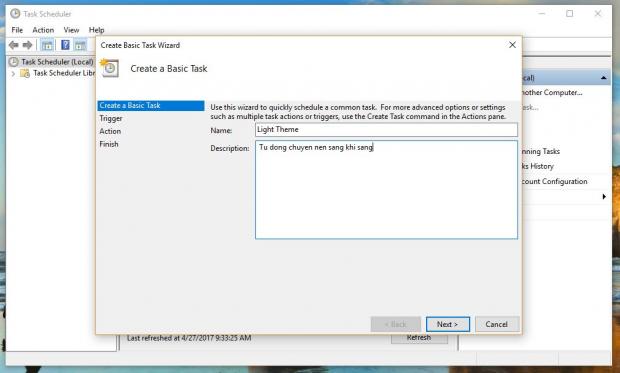 Task Scheduler
File Action View Help
Task Scheduler (Local)
Task Scheduler Libr
Create Basic Task Wizard
Create a Basic Task
Create a Basic Task
Trigger
Action
Finish
Use this wizard to quickly schedule a common task. For more advanced options or settings
such as multiple task actions or triggers, use the Create Task command in the Actions pane.
Name: Light Theme
Description: Tu dong chuyen nen sang khi sang
< Back Next > Cancel
cal)
nother Computer...
ask...
nning Tasks
ks History
count Configuration
Last refreshed at 4/27/2017 9:33:25 AM
Refresh